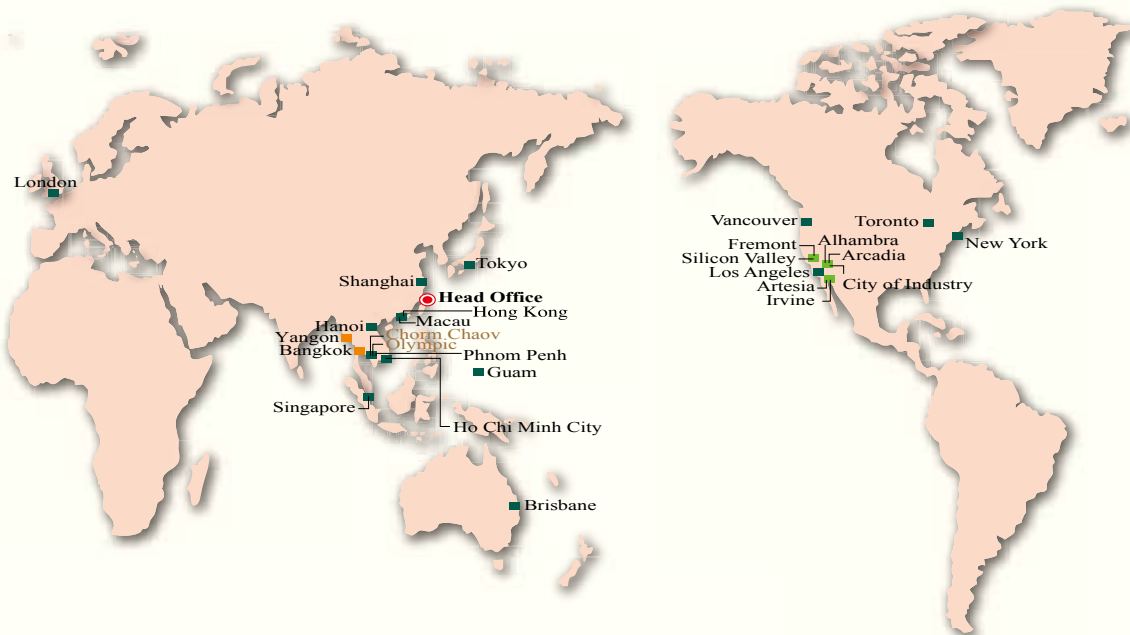 London
Vancouver
Toronto
New York
Fremont
Alhambra
Silicon Valley
Arcadia
Los Angeles
City of Industry
Artesia
Irvine
Tokyo
Shanghai
Head Office
Hong Kong
Macau
Hanoi
Yangon
Chorm Chaov
Olympic
Bangkok
Phnom Penh
Guam
Singapore
Ho Chi Minh City
Brisbane